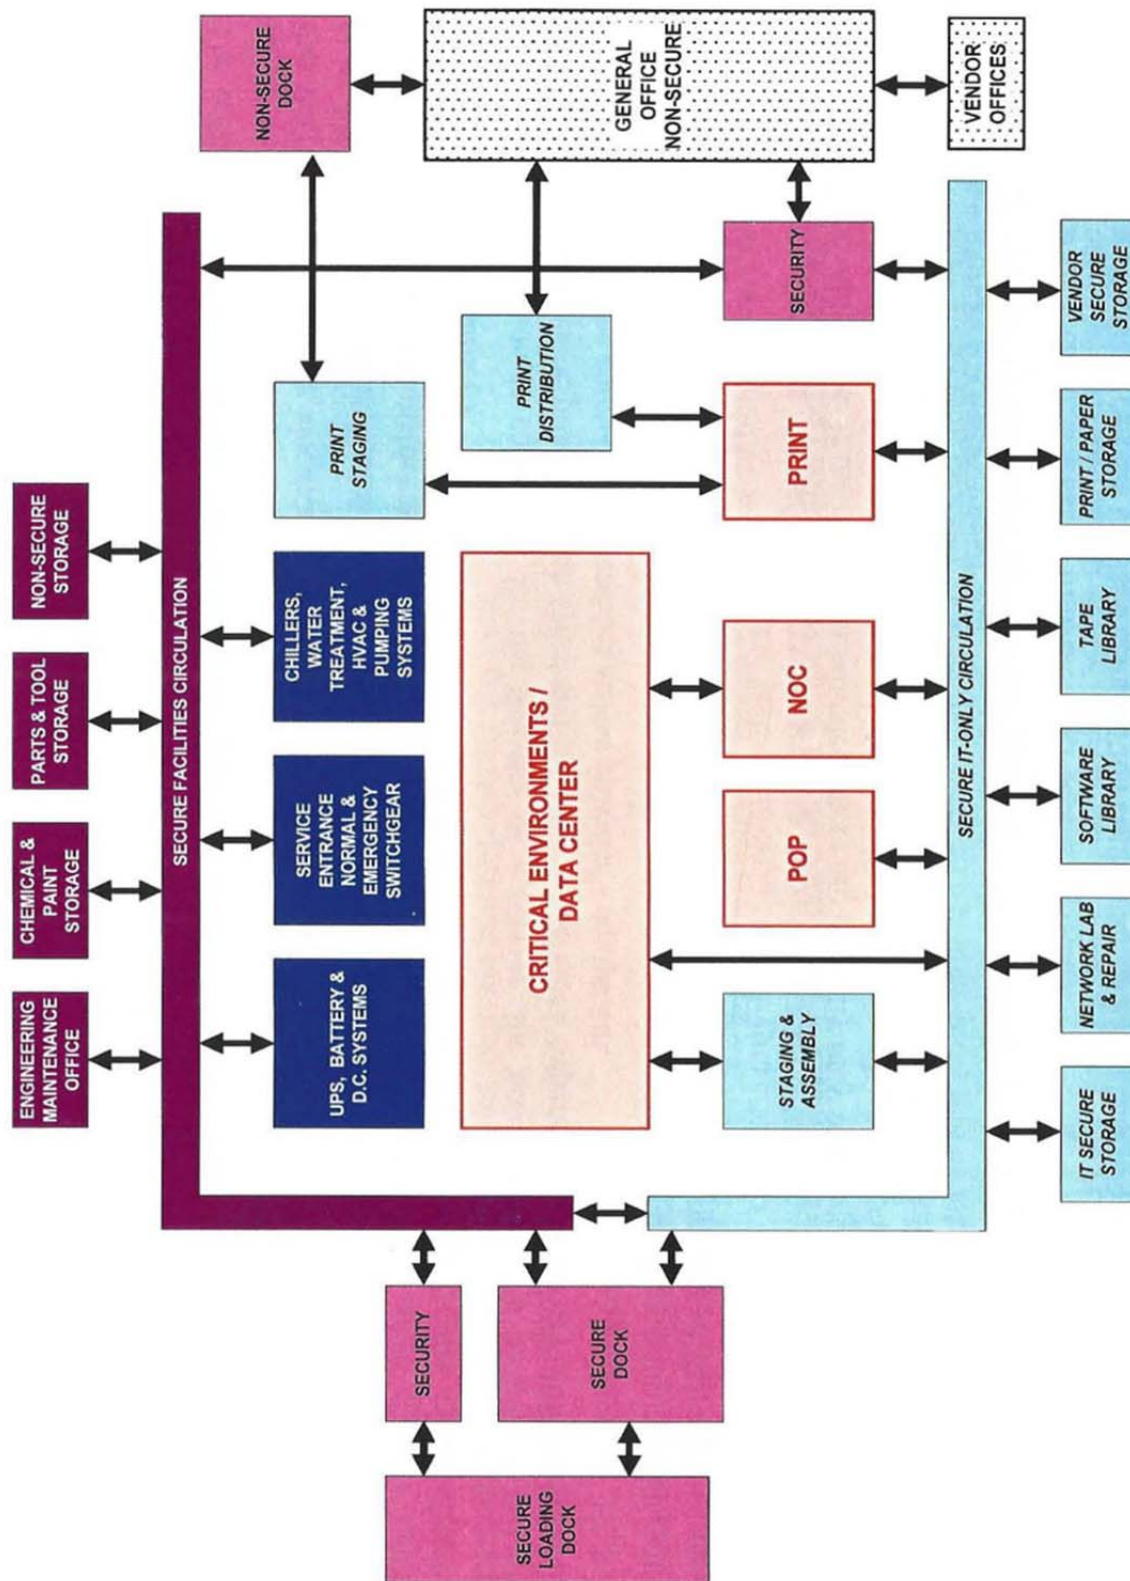 NON-SECURE
DOCK
GENERAL
OFFICE
NON-SECURE
VENDOR
OFFICES
SECURITY
PRINT
DISTRIBUTION
PRINT
STAGING
PRINT
NON-SECURE
STORAGE
PARTS & TOOL
STORAGE
CHEMICAL &
PAINT
STORAGE
ENGINEERING
MAINTENANCE
OFFICE
SECURE FACILITIES CIRCULATION
CHILLERS,
WATER
TREATMENT,
HVAC &
PUMPING
SYSTEMS
SERVICE
ENTRANCE
NORMAL &
EMERGENCY
SWITCHGEAR
UPS, BATTERY &
D.C. SYSTEMS
CRITICAL ENVIRONMENTS /
DATA CENTER
NOC
POP
STAGING &
ASSEMBLY
SECURE IT-ONLY CIRCULATION
VENDOR
SECURE
STORAGE
PRINT / PAPER
STORAGE
TAPE
LIBRARY
SOFTWARE
LIBRARY
NETWORK LAB
& REPAIR
IT SECURE
STORAGE
SECURITY
SECURE
DOCK
SECURE
LOADING
DOCK